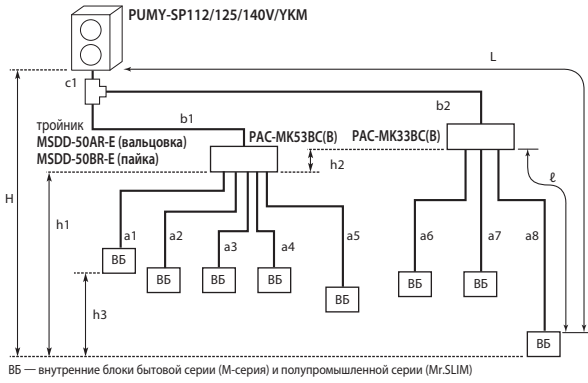 PUMY-SP112/125/140V/YKM
L
c1
b1
b2
тройник
MSDD-50AR-E (вальцовка)
MSDD-50BR-E (пайка)
PAC-MK53BC(B)
PAC-MK33BC(B)
h2
H
h1
ℓ
a1
a2
a3
a4
a5
a6
a7
a8
ВБ
ВБ
ВБ
ВБ
ВБ
ВБ
ВБ
h3
ВБ
ВБ — внутренние блоки бытовой серии (М-серия) и полупромышленной серии (Mr.SLIM)